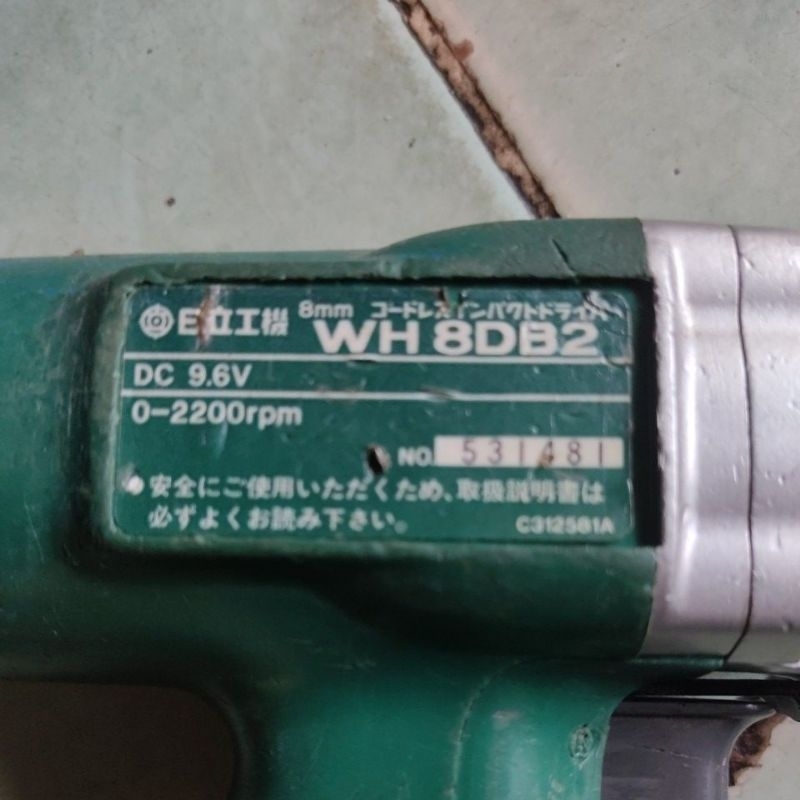 日立工機 8mm コードレスインパクトドライバ
WH 8DB2
DC 9.6V
0-2200rpm
NO. 531481
●安全にご使用いただくため、取扱説明書は
必ずよくお読み下さい。
C312581A